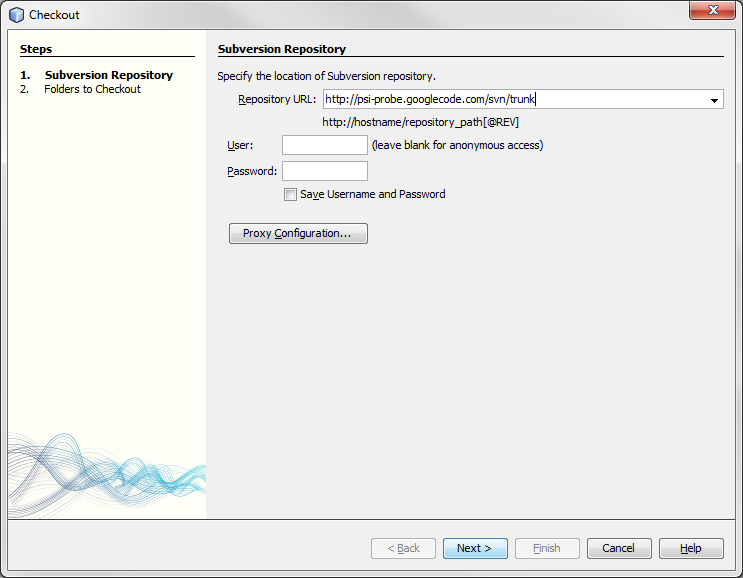 Checkout
Steps
1. Subversion Repository
2. Folders to Checkout
Subversion Repository
Specify the location of Subversion repository.
Repository URL: http://psi-probe.googlecode.com/svn/trunk
http://hostname/repository_path[@REV]
User: (leave blank for anonymous access)
Password:
Save Username and Password
Proxy Configuration...
< Back Next > Finish Cancel Help